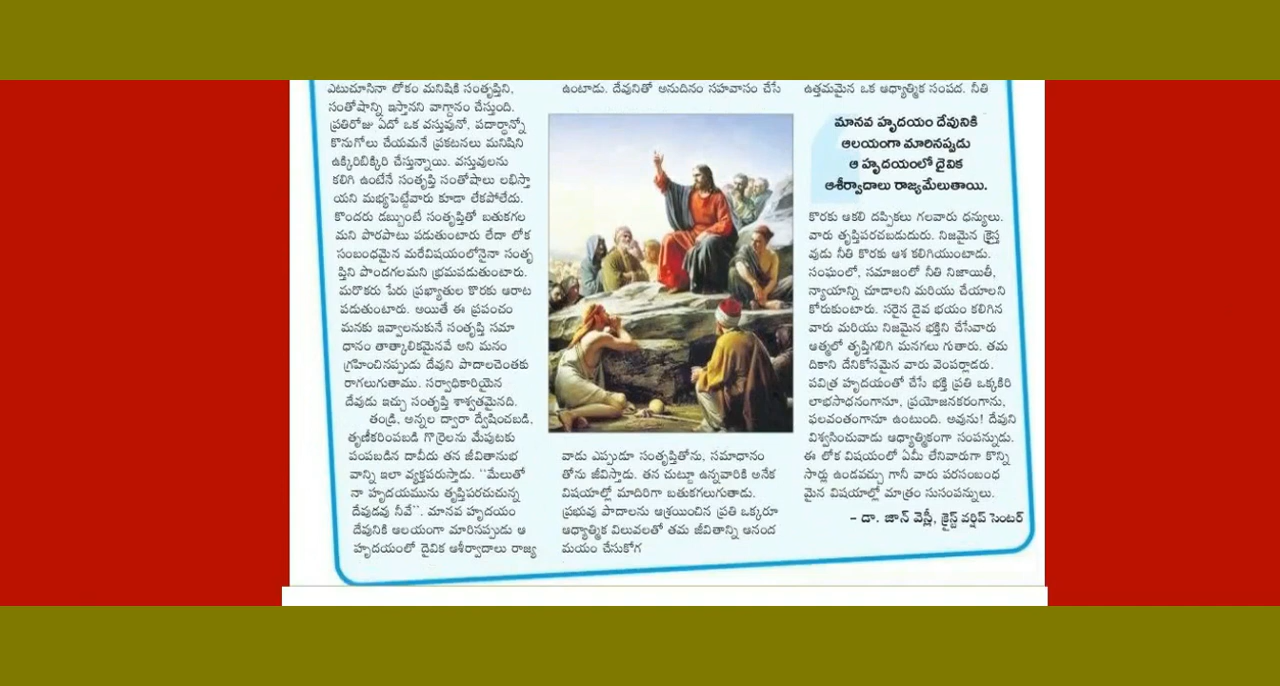 ఎటుచూసినా లోకం మనిషికి సంతృప్తిని,
సంతోషాన్ని ఇస్తానని వాగ్దానం చేస్తుంది.
ప్రతిరోజు ఏదో ఒక వస్తువునో, పదార్థాన్నో
కొనుగోలు చేయమనే ప్రకటనలు మనిషిని
ఉక్కిరిబిక్కిరి చేస్తున్నాయి. వస్తువులను
కలిగి ఉంటేనే సంతృప్తి సంతోషాలు లభిస్తా
యని మభ్యపెట్టేవారు కూడా లేకపోలేదు.
కొందరు డబ్బుంటే సంతృప్తితో బతుకగల
మని పొరపాటు పడుతుంటారు లేదా లోక
సంబంధమైన మరేవిషయంలోనైనా సంతృ
ప్తిని పొందగలమని భ్రమపడుతుంటారు.
మరొకరు పేరు ప్రఖ్యాతుల కొరకు ఆరాట
పడుతుంటారు. అయితే ఈ ప్రపంచం
మనకు ఇవ్వాలనుకునే సంతృప్తి సమా
ధానం తాత్కాలికమైనవే అని మనం
గ్రహించినప్పుడు దేవుని పాదాలచెంతకు
రాగలుగుతాము. సర్వాధికారియైన
దేవుడు ఇచ్చు సంతృప్తి శాశ్వతమైనది.
తండ్రి, అన్నల ద్వారా ద్వేషించబడి,
తృణీకరింపబడి గొర్రెలను మేపుటకు
పంపబడిన దావీదు తన జీవితానుభ
వాన్ని ఇలా వ్యక్తపరుస్తాడు. ‘‘మేలుతో
నా హృదయమును తృప్తిపరచుచున్న
దేవుడవు నీవే’’. మానవ హృదయం
దేవునికి ఆలయంగా మారినప్పుడు ఆ
హృదయంలో దైవిక ఆశీర్వాదాలు రాజ్య
ఉంటాడు. దేవునితో అనుదినం సహవాసం చేసే
వాడు ఎప్పుడూ సంతృప్తితోను, సమాధానం
తోను జీవిస్తాడు. తన చుట్టూ ఉన్నవారికి అనేక
విషయాల్లో మాదిరిగా బతుకగలుగుతాడు.
ప్రభువు పాదాలను ఆశ్రయించిన ప్రతి ఒక్కరూ
ఆధ్యాత్మిక విలువలతో తమ జీవితాన్ని ఆనంద
మయం చేసుకోగ
ఉత్తమమైన ఒక ఆధ్యాత్మిక సంపద. నీతి
మానవ హృదయం దేవునికి
ఆలయంగా మారినప్పుడు
ఆ హృదయంలో దైవిక
ఆశీర్వాదాలు రాజ్యమేలుతాయి.
కొరకు ఆకలి దప్పికలు గలవారు ధన్యులు.
వారు తృప్తిపరచబడుదురు. నిజమైన క్రైస్త
వుడు నీతి కొరకు ఆశ కలిగియుంటాడు.
సంఘంలో, సమాజంలో నీతి నిజాయితీ,
న్యాయాన్ని చూడాలని మరియు చేయాలని
కోరుకుంటారు. సరైన దైవ భయం కలిగిన
వారు మరియు నిజమైన భక్తిని చేసేవారు
ఆత్మలో తృప్తిగలిగి మనగలు గుతారు. తమ
దికాని దేనికోసమైన వారు వెంపర్లాడరు.
పవిత్ర హృదయంతో చేసే భక్తి ప్రతి ఒక్కకిరి
లాభసాధనంగానూ, ప్రయోజనకరంగాను,
ఫలవంతంగానూ ఉంటుంది. అవును! దేవుని
విశ్వసించువాడు ఆధ్యాత్మికంగా సంపన్నుడు.
ఈ లోక విషయంలో ఏమీ లేనివారుగా కొన్ని
సార్లు ఉండవచ్చు గానీ వారు పరసంబంధ
మైన విషయాల్లో మాత్రం సుసంపన్నులు.
– డా. జాన్ వెస్లీ, క్రైస్ట్ వర్షిప్ సెంటర్